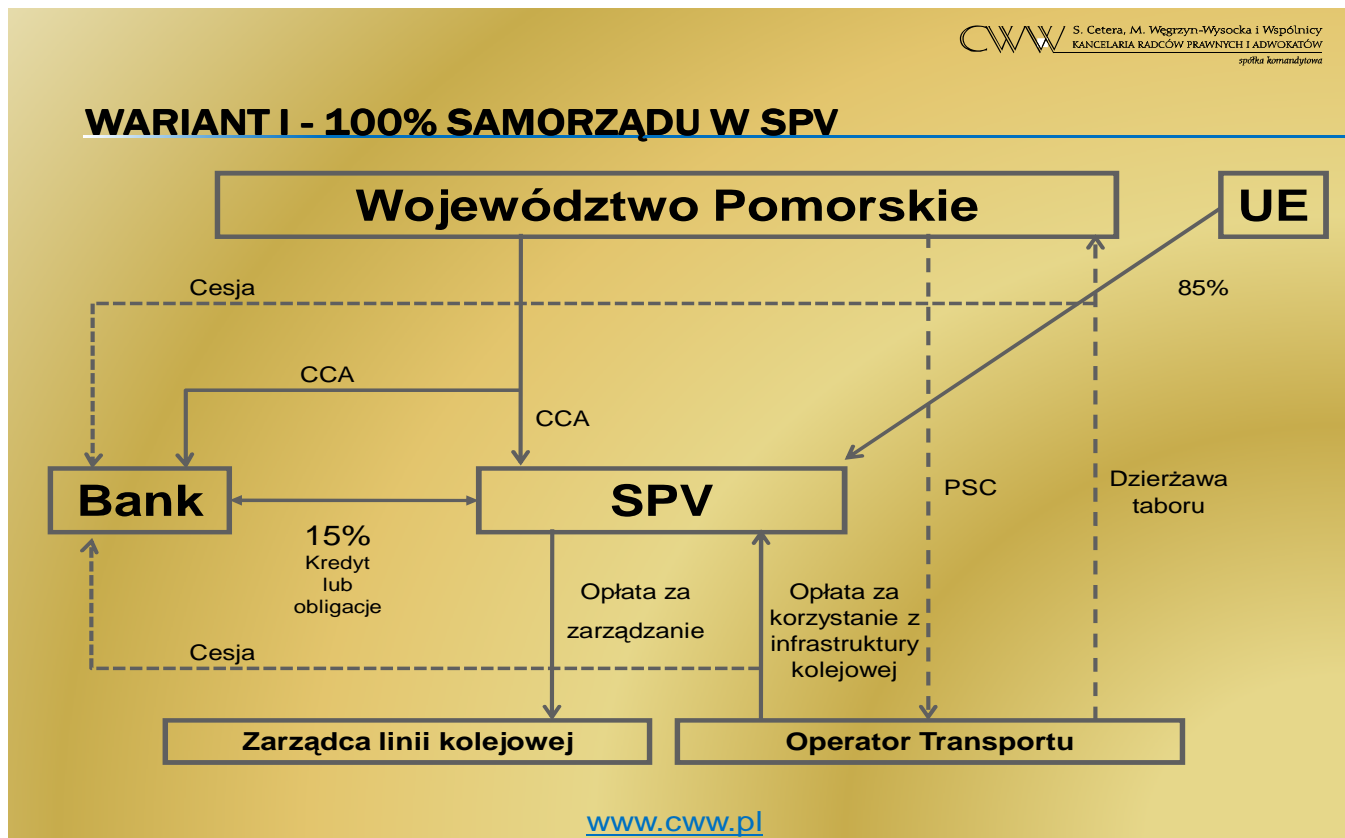 S. Cetera, M. Węgrzyn-Wysocka i Wspólnicy
CWW KANCELARIA RADCÓW PRAWNYCH I ADWOKATÓW
spółka komandytowa
WARIANT I - 100% SAMORZĄDU W SPV
Województwo Pomorskie
UE
Cesja
85%
CCA
CCA
Bank
SPV
PSC
Dzierżawa
taboru
15%
Kredyt
lub
obligacje
Opłata za
zarządzanie
Opłata za
korzystanie z
infrastruktury
kolejowej
Cesja
Zarządca linii kolejowej
Operator Transportu
www.cww.pl